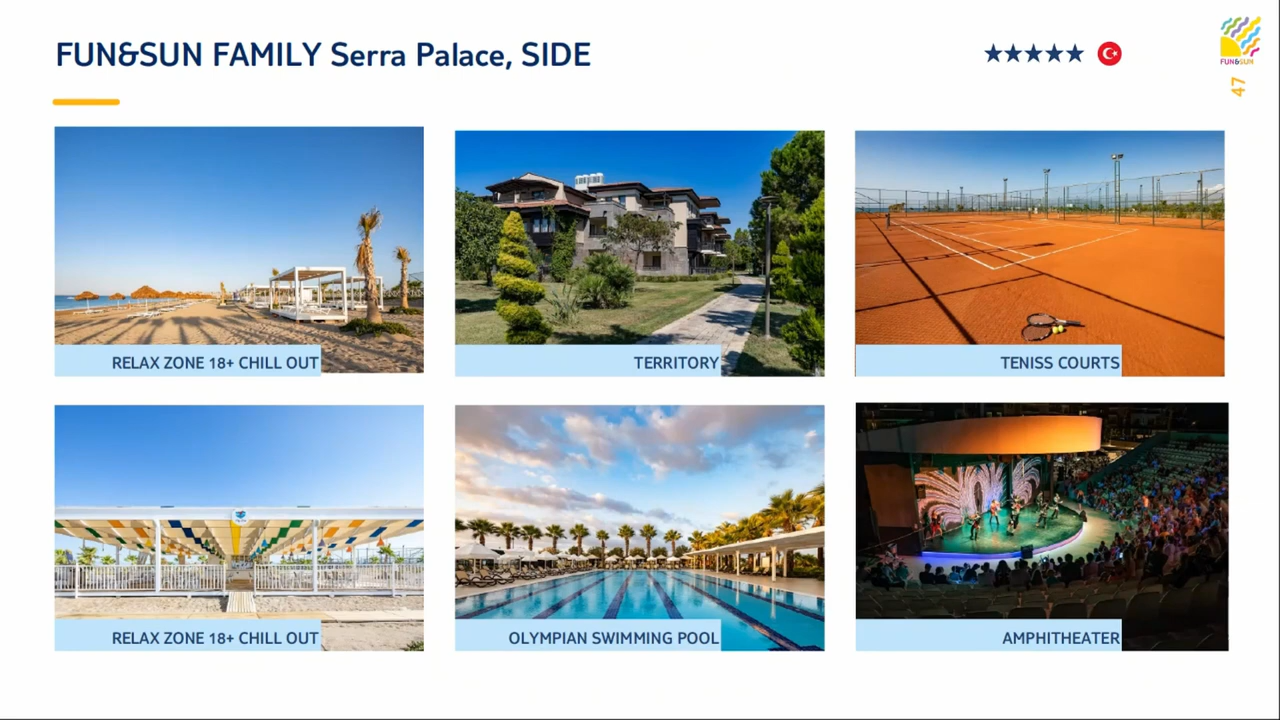 FUN&SUN FAMILY Serra Palace, SIDE
FUN&SUN
47
RELAX ZONE 18+ CHILL OUT
TERRITORY
TENISS COURTS
RELAX ZONE 18+ CHILL OUT
OLYMPIAN SWIMMING POOL
AMPHITHEATER